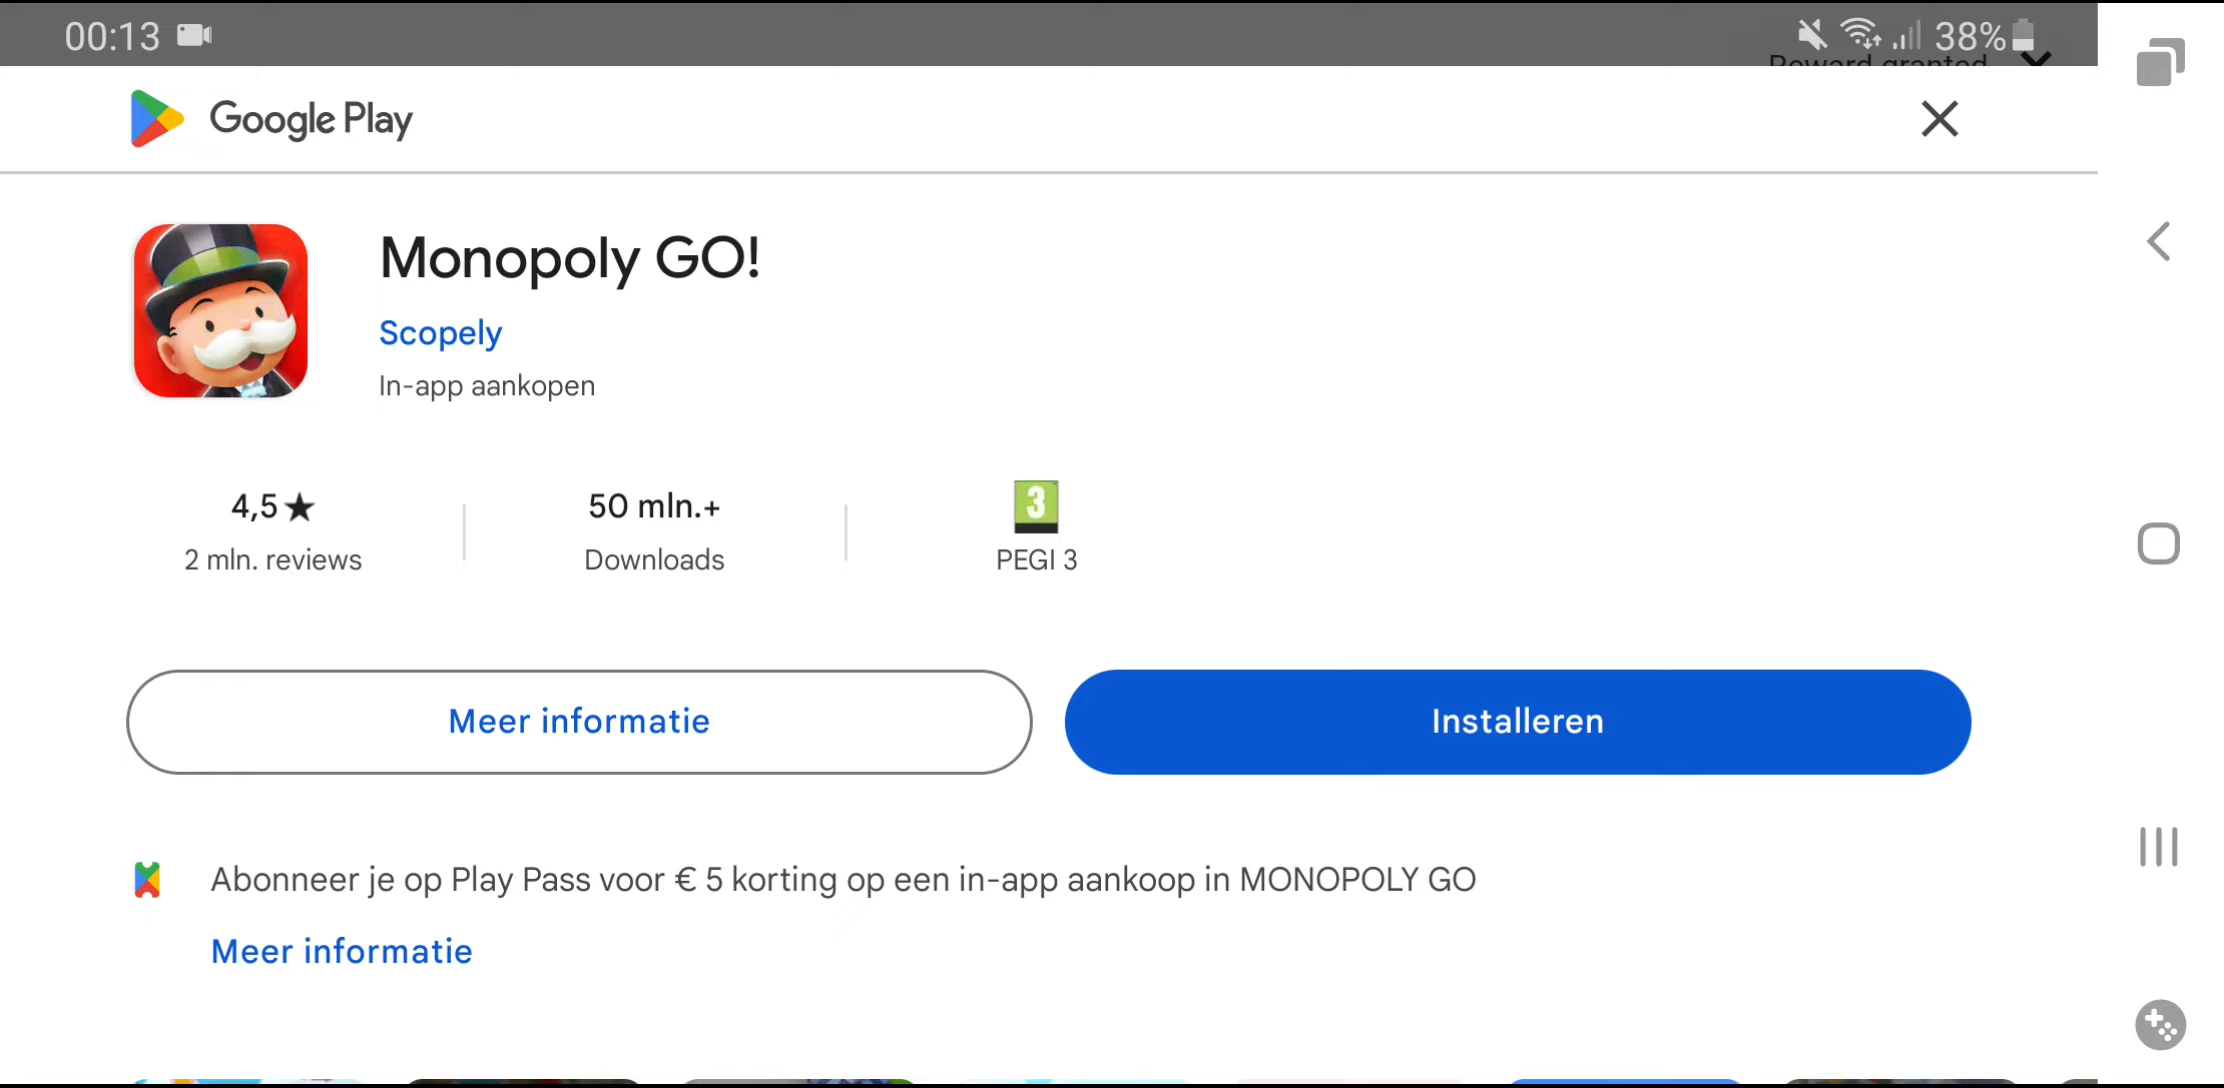 00:13
38%
Reward granted
Google Play
Monopoly GO!
Scopely
In-app aankopen
4,5★
2 mln. reviews
50 mln.+
Downloads
3
PEGI 3
Meer informatie
Installeren
Abonneer je op Play Pass voor € 5 korting op een in-app aankoop in MONOPOLY GO
Meer informatie